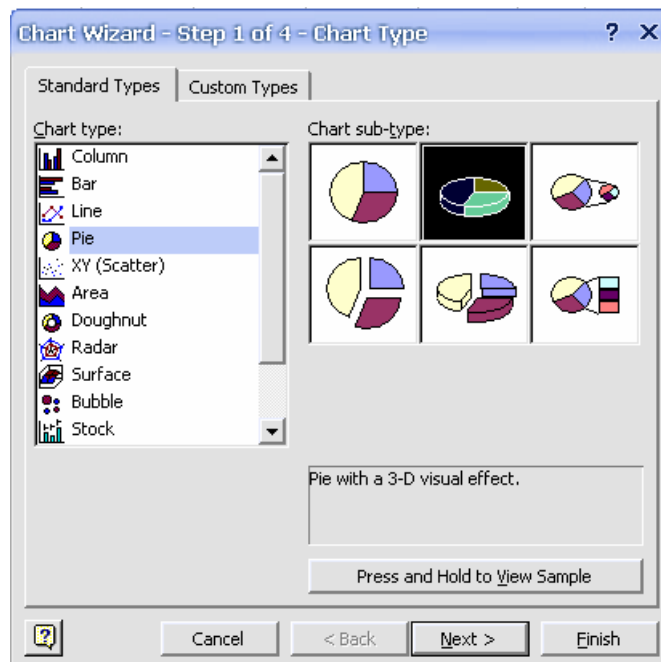 Chart Wizard - Step 1 of 4 - Chart Type ? X
Standard Types Custom Types
Chart type:
Column
Bar
Line
Pie
XY (Scatter)
Area
Doughnut
Radar
Surface
Bubble
Stock
Chart sub-type:
Pie with a 3-D visual effect.
Press and Hold to View Sample
? Cancel < Back Next > Finish